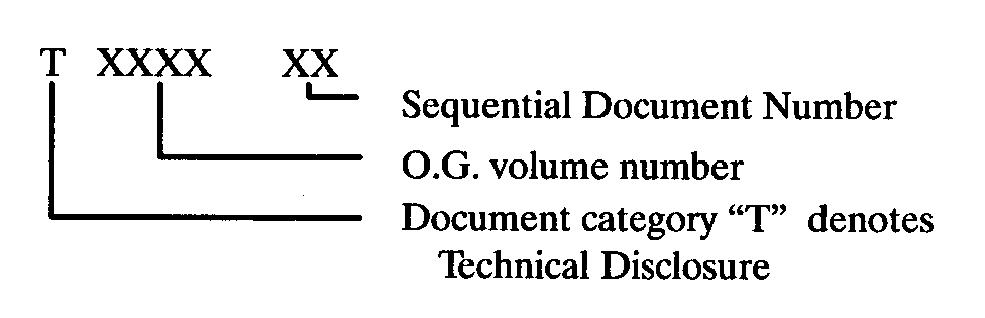 T XXXX XX
Sequential Document Number
O.G. volume number
Document category “T” denotes
Technical Disclosure